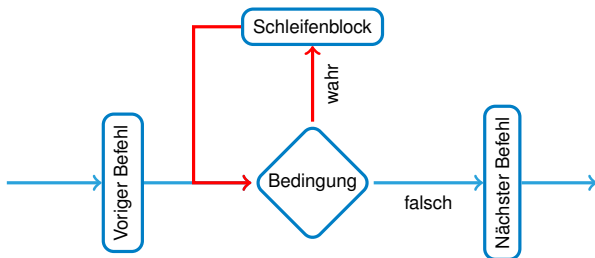 Schleifenblock
wahr
Voriger Befehl
Bedingung
falsch
Nächster Befehl